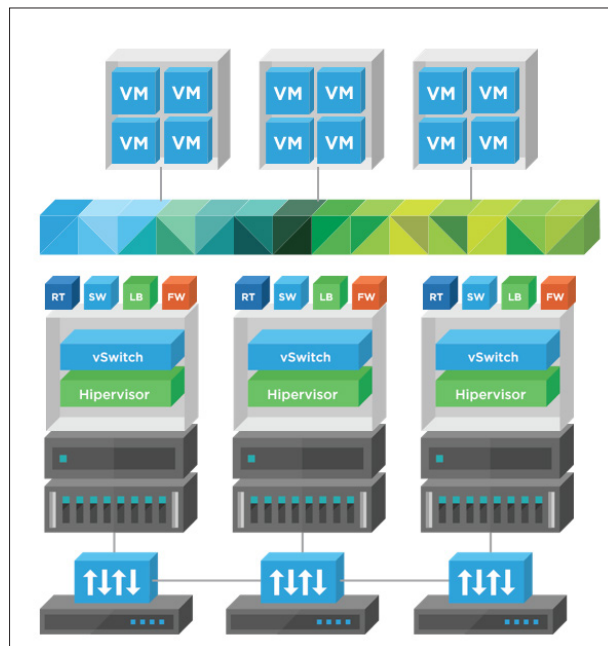 VM VM VM VM VM VM
VM VM VM VM VM VM
RT SW LB FW RT SW LB FW RT SW LB FW
vSwitch vSwitch vSwitch
Hipervisor Hipervisor Hipervisor